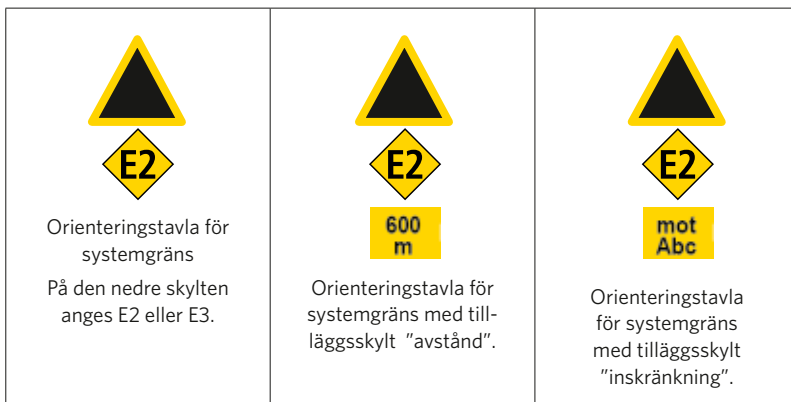 E2
Orienteringstavla för
systemgräns
På den nedre skylten
anges E2 eller E3.
E2
600
m
Orienteringstavla för
systemgräns med till-
läggsskylt ”avstånd”.
E2
mot
Abc
Orienteringstavla
för systemgräns
med tilläggsskylt
”inskränkning”.